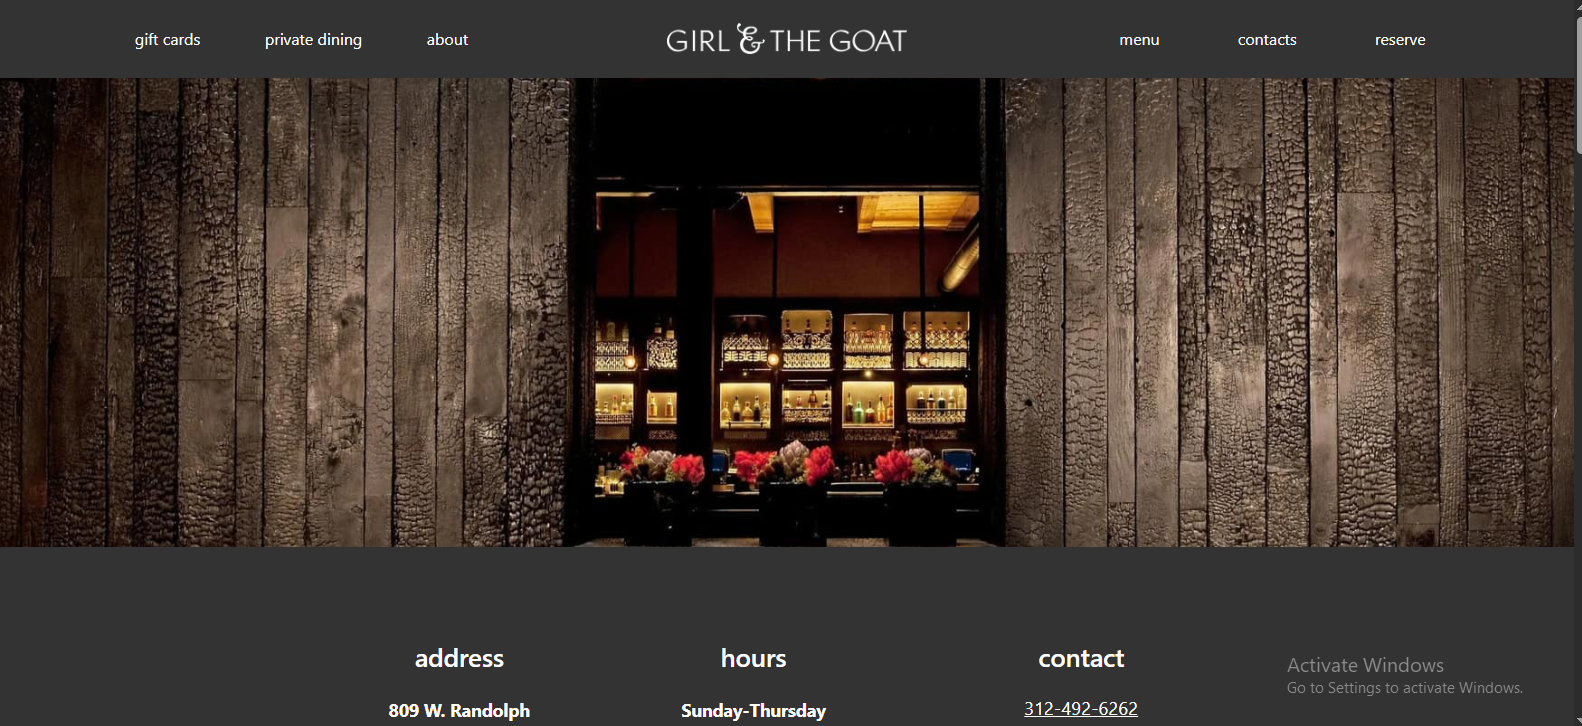 gift cards private dining about GIRL & THE GOAT menu contacts reserve
address hours contact
809 W. Randolph Sunday-Thursday 312-492-6262
Activate Windows
Go to Settings to activate Windows.